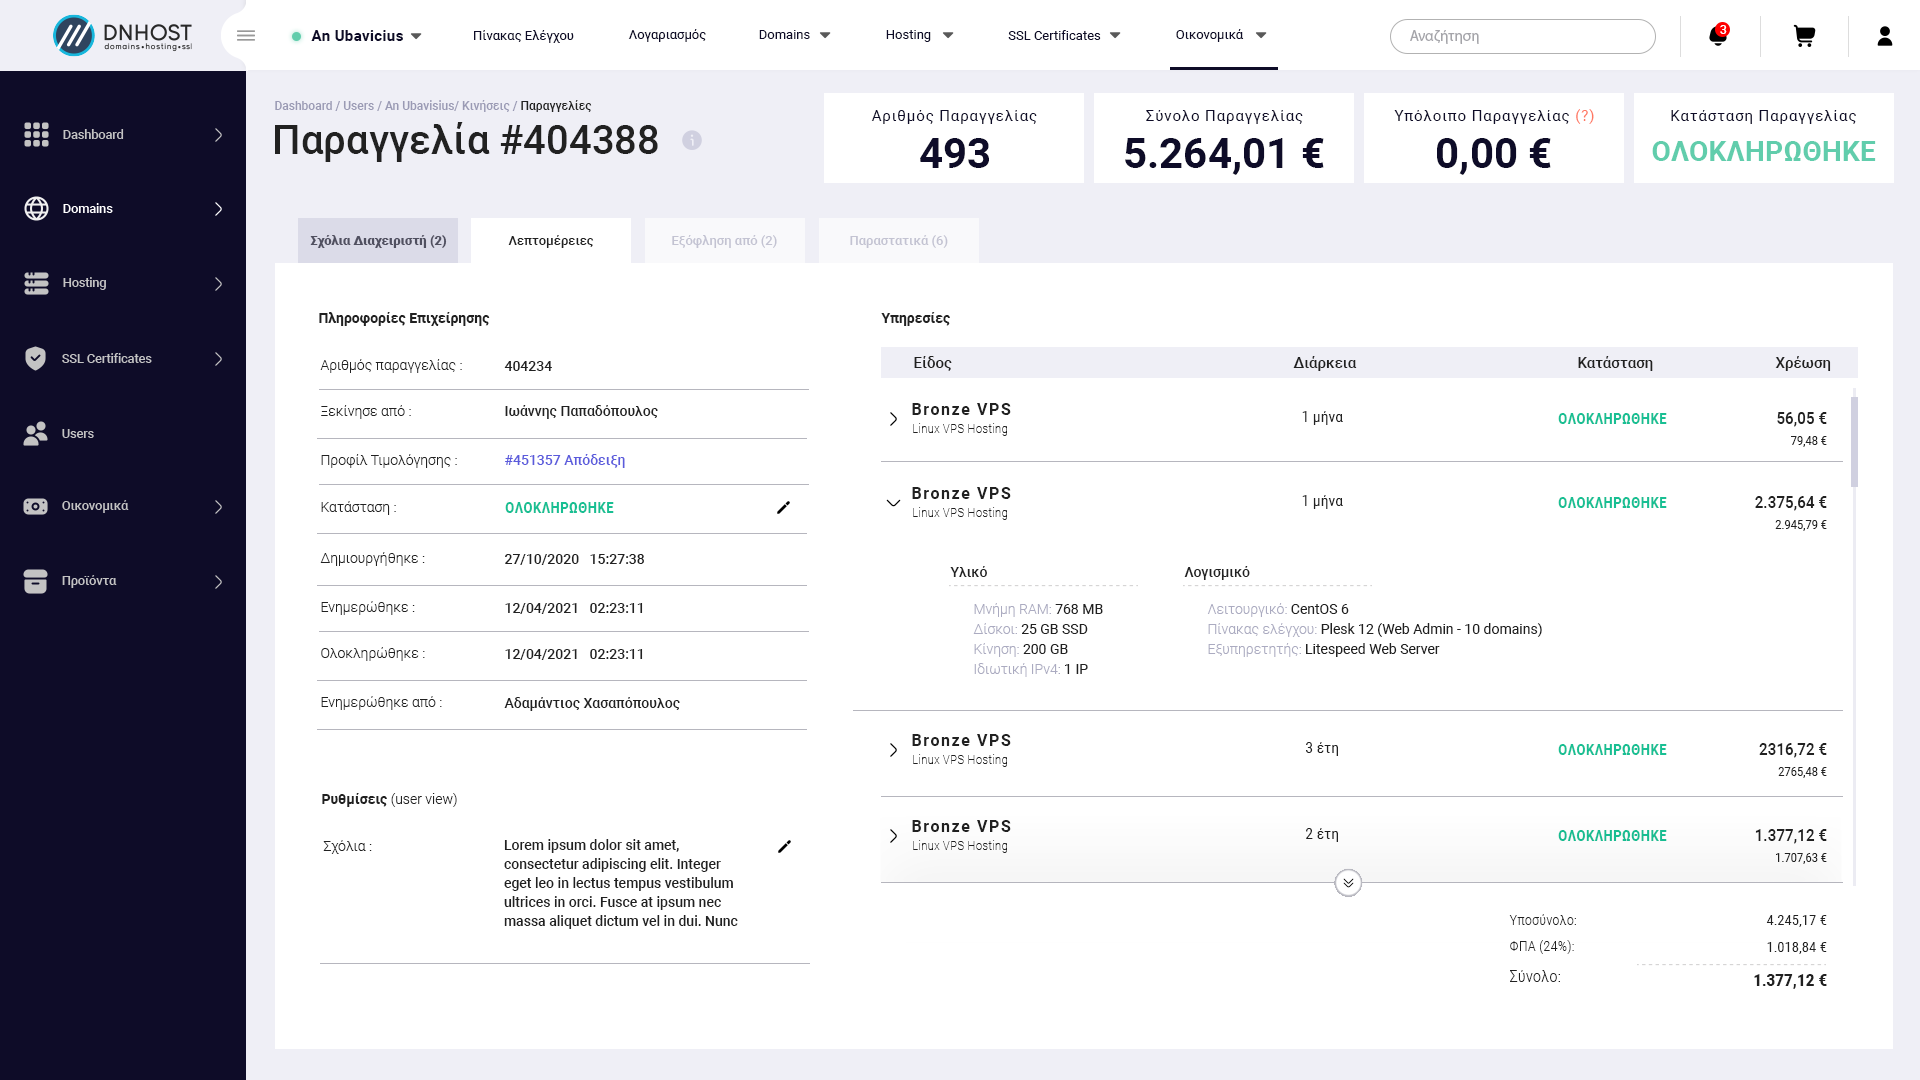 DNHOST
domains•hosting•ssl
An Ubavicius
Πίνακας Ελέγχου
Λογαριασμός
Domains
Hosting
SSL Certificates
Οικονομικά
Αναζήτηση
3
Dashboard
Domains
Hosting
SSL Certificates
Users
Οικονομικά
Προϊόντα
Dashboard / Users / An Ubavisius/ Κινήσεις / Παραγγελίες
Παραγγελία #404388
Αριθμός Παραγγελίας
493
Σύνολο Παραγγελίας
5.264,01 €
Υπόλοιπο Παραγγελίας (?)
0,00 €
Κατάσταση Παραγγελίας
ΟΛΟΚΛΗΡΩΘΗΚΕ
Σχόλια Διαχειριστή (2)
Λεπτομέρειες
Εξόφληση από (2)
Παραστατικά (6)
Πληροφορίες Επιχείρησης
Αριθμός παραγγελίας : 404234
Ξεκίνησε από : Ιωάννης Παπαδόπουλος
Προφίλ Τιμολόγησης : #451357 Απόδειξη
Κατάσταση : ΟΛΟΚΛΗΡΩΘΗΚΕ
Δημιουργήθηκε : 27/10/2020 15:27:38
Ενημερώθηκε : 12/04/2021 02:23:11
Ολοκληρώθηκε : 12/04/2021 02:23:11
Ενημερώθηκε από : Αδαμάντιος Χασαπόπουλος
Ρυθμίσεις (user view)
Σχόλια : Lorem ipsum dolor sit amet,
consectetur adipiscing elit. Integer
eget leo in lectus tempus vestibulum
ultrices in orci. Fusce at ipsum nec
massa aliquet dictum vel in dui. Nunc
Υπηρεσίες
Είδος Διάρκεια Κατάσταση Χρέωση
Bronze VPS 1 μήνα ΟΛΟΚΛΗΡΩΘΗΚΕ 56,05 €
Linux VPS Hosting 79,48 €
Bronze VPS 1 μήνα ΟΛΟΚΛΗΡΩΘΗΚΕ 2.375,64 €
Linux VPS Hosting 2.945,79 €
Υλικό
Μνήμη RAM: 768 MB
Δίσκοι: 25 GB SSD
Κίνηση: 200 GB
Ιδιωτική IPv4: 1 IP
Λογισμικό
Λειτουργικό: CentOS 6
Πίνακας ελέγχου: Plesk 12 (Web Admin - 10 domains)
Εξυπηρετητής: Litespeed Web Server
Bronze VPS 3 έτη ΟΛΟΚΛΗΡΩΘΗΚΕ 2316,72 €
Linux VPS Hosting 2765,48 €
Bronze VPS 2 έτη ΟΛΟΚΛΗΡΩΘΗΚΕ 1.377,12 €
Linux VPS Hosting 1.707,63 €
Υποσύνολο: 4.245,17 €
ΦΠΑ (24%): 1.018,84 €
Σύνολο: 1.377,12 €